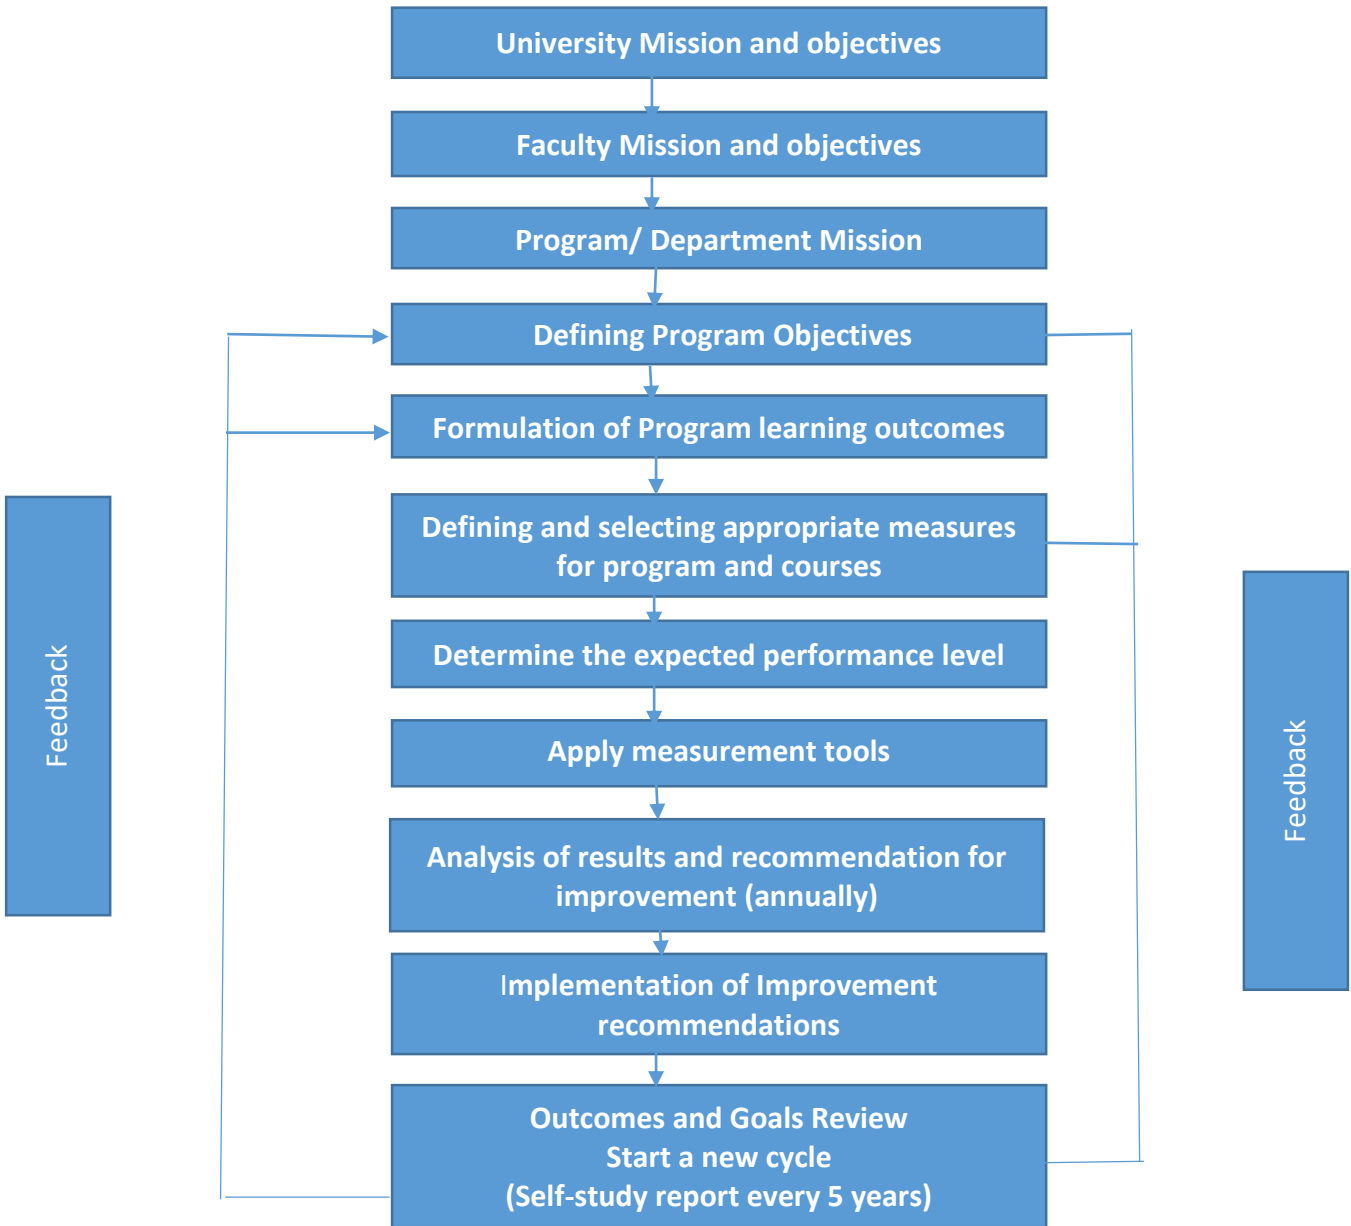 University Mission and objectives
Faculty Mission and objectives
Program/ Department Mission
Defining Program Objectives
Formulation of Program learning outcomes
Defining and selecting appropriate measures
for program and courses
Determine the expected performance level
Apply measurement tools
Analysis of results and recommendation for
improvement (annually)
Implementation of Improvement
recommendations
Outcomes and Goals Review
Start a new cycle
(Self-study report every 5 years)
Feedback
Feedback